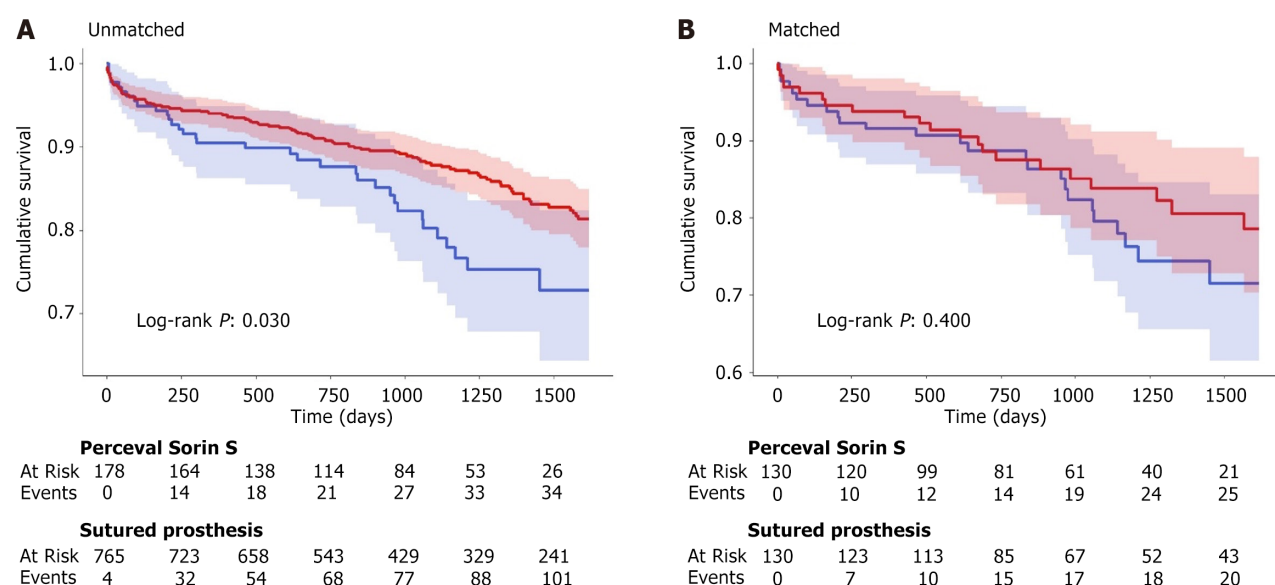 A Unmatched
1.0
0.9
0.8
0.7
Cumulative survival
Log-rank P: 0.030
0 250 500 750 1000 1250 1500
Time (days)
Perceval Sorin S
At Risk 178 164 138 114 84 53 26
Events 0 14 18 21 27 33 34
Sutured prosthesis
At Risk 765 723 658 543 429 329 241
Events 4 32 54 68 77 88 101
B Matched
1.0
0.9
0.8
0.7
0.6
Cumulative survival
Log-rank P: 0.400
0 250 500 750 1000 1250 1500
Time (days)
Perceval Sorin S
At Risk 130 120 99 81 61 40 21
Events 0 10 12 14 19 24 25
Sutured prosthesis
At Risk 130 123 113 85 67 52 43
Events 0 7 10 15 17 18 20